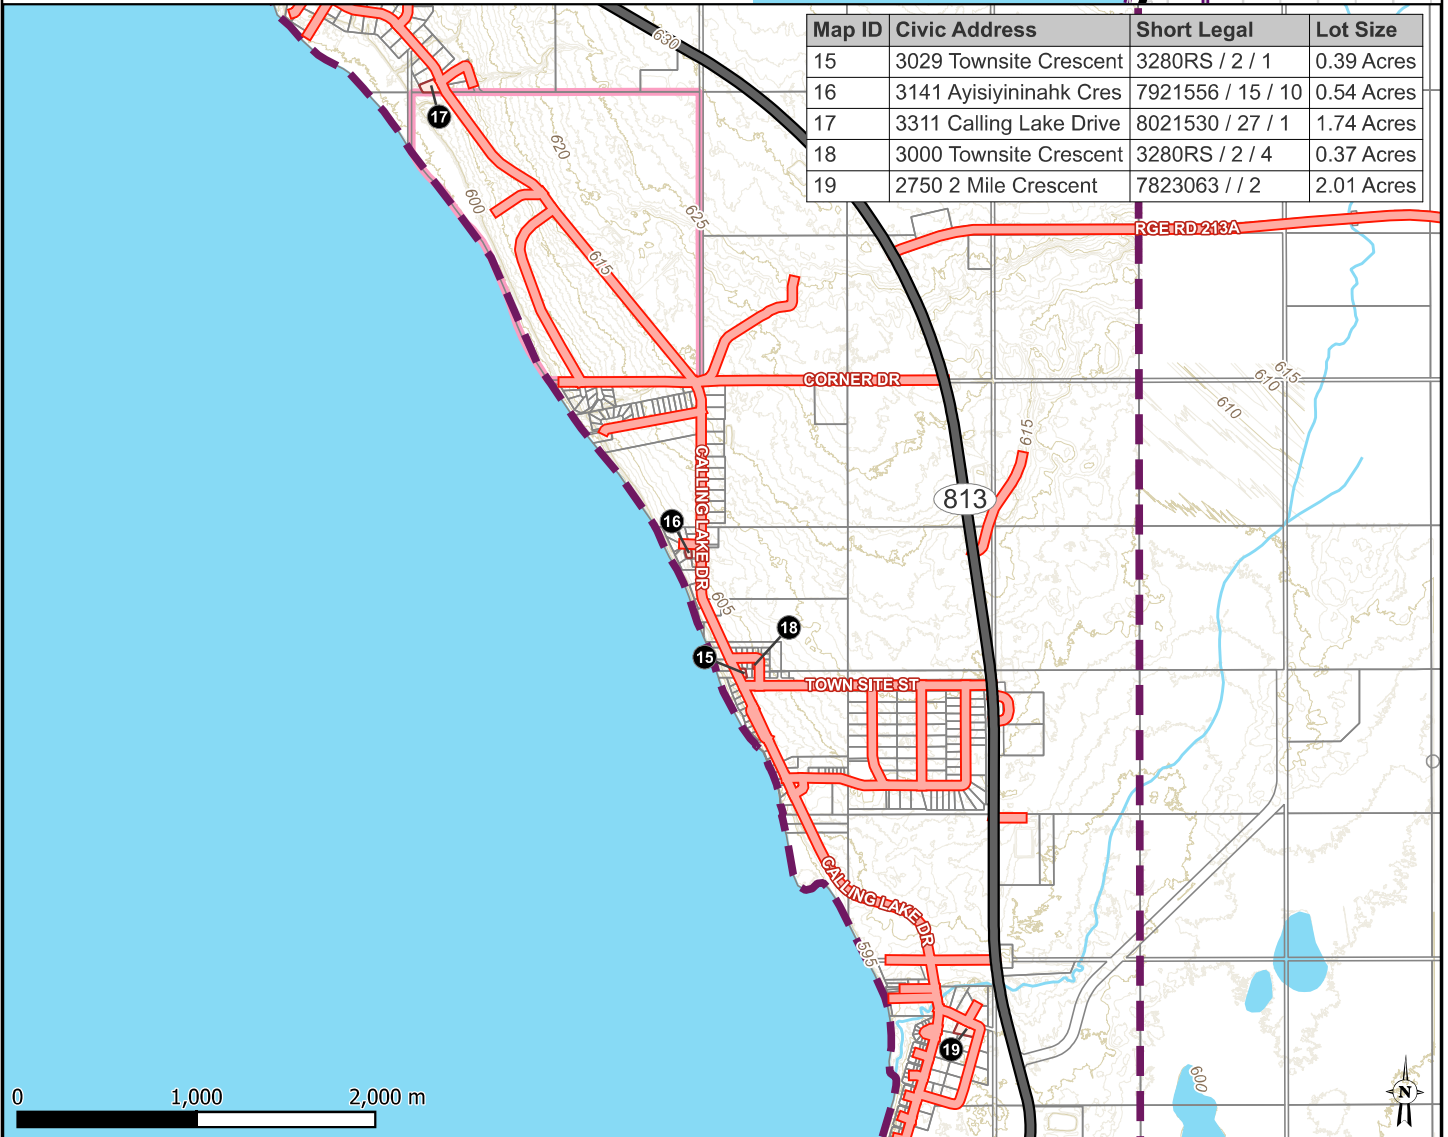 Map ID Civic Address Short Legal Lot Size
15 3029 Townsite Crescent 3280RS / 2 / 1 0.39 Acres
16 3141 Ayisiyininahk Cres 7921556 / 15 / 10 0.54 Acres
17 3311 Calling Lake Drive 8021530 / 27 / 1 1.74 Acres
18 3000 Townsite Crescent 3280RS / 2 / 4 0.37 Acres
19 2750 2 Mile Crescent 7823063 / / 2 2.01 Acres
630
17
620
600
625
RGE RD 213A
615
CORNER DR
615
610
610
615
CALLING LAKE DR
813
16
605
18
15
TOWN SITE ST
CALLING LAKE DR
595
19
600
N
0 1,000 2,000 m